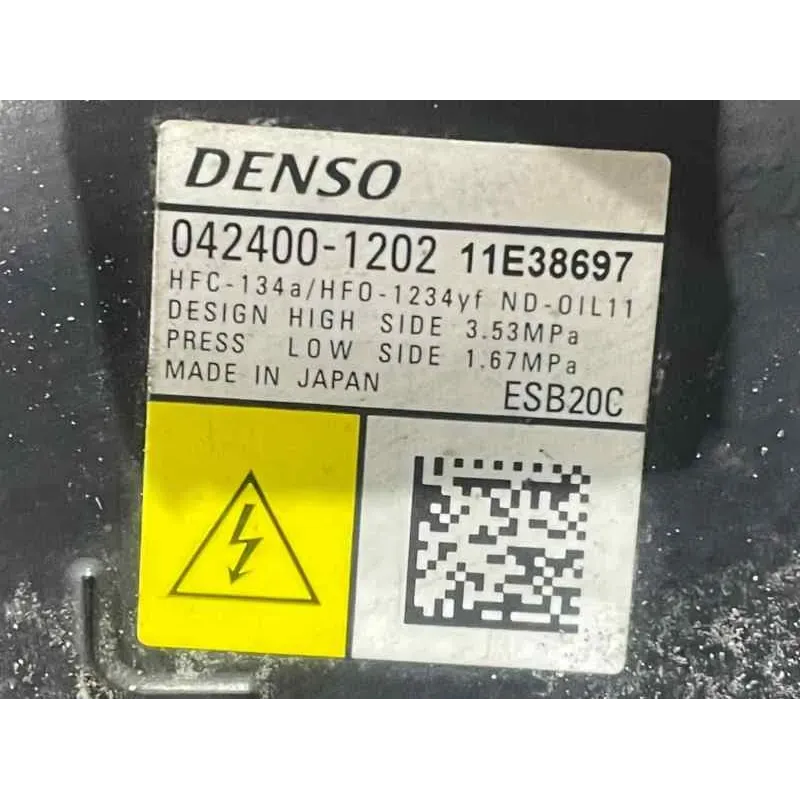 DENSO
042400-1202 11E38697
HFC-134a/HFO-1234yf ND-OIL11
DESIGN HIGH SIDE 3.53MPa
PRESS LOW SIDE 1.67MPa
MADE IN JAPAN ESB20C